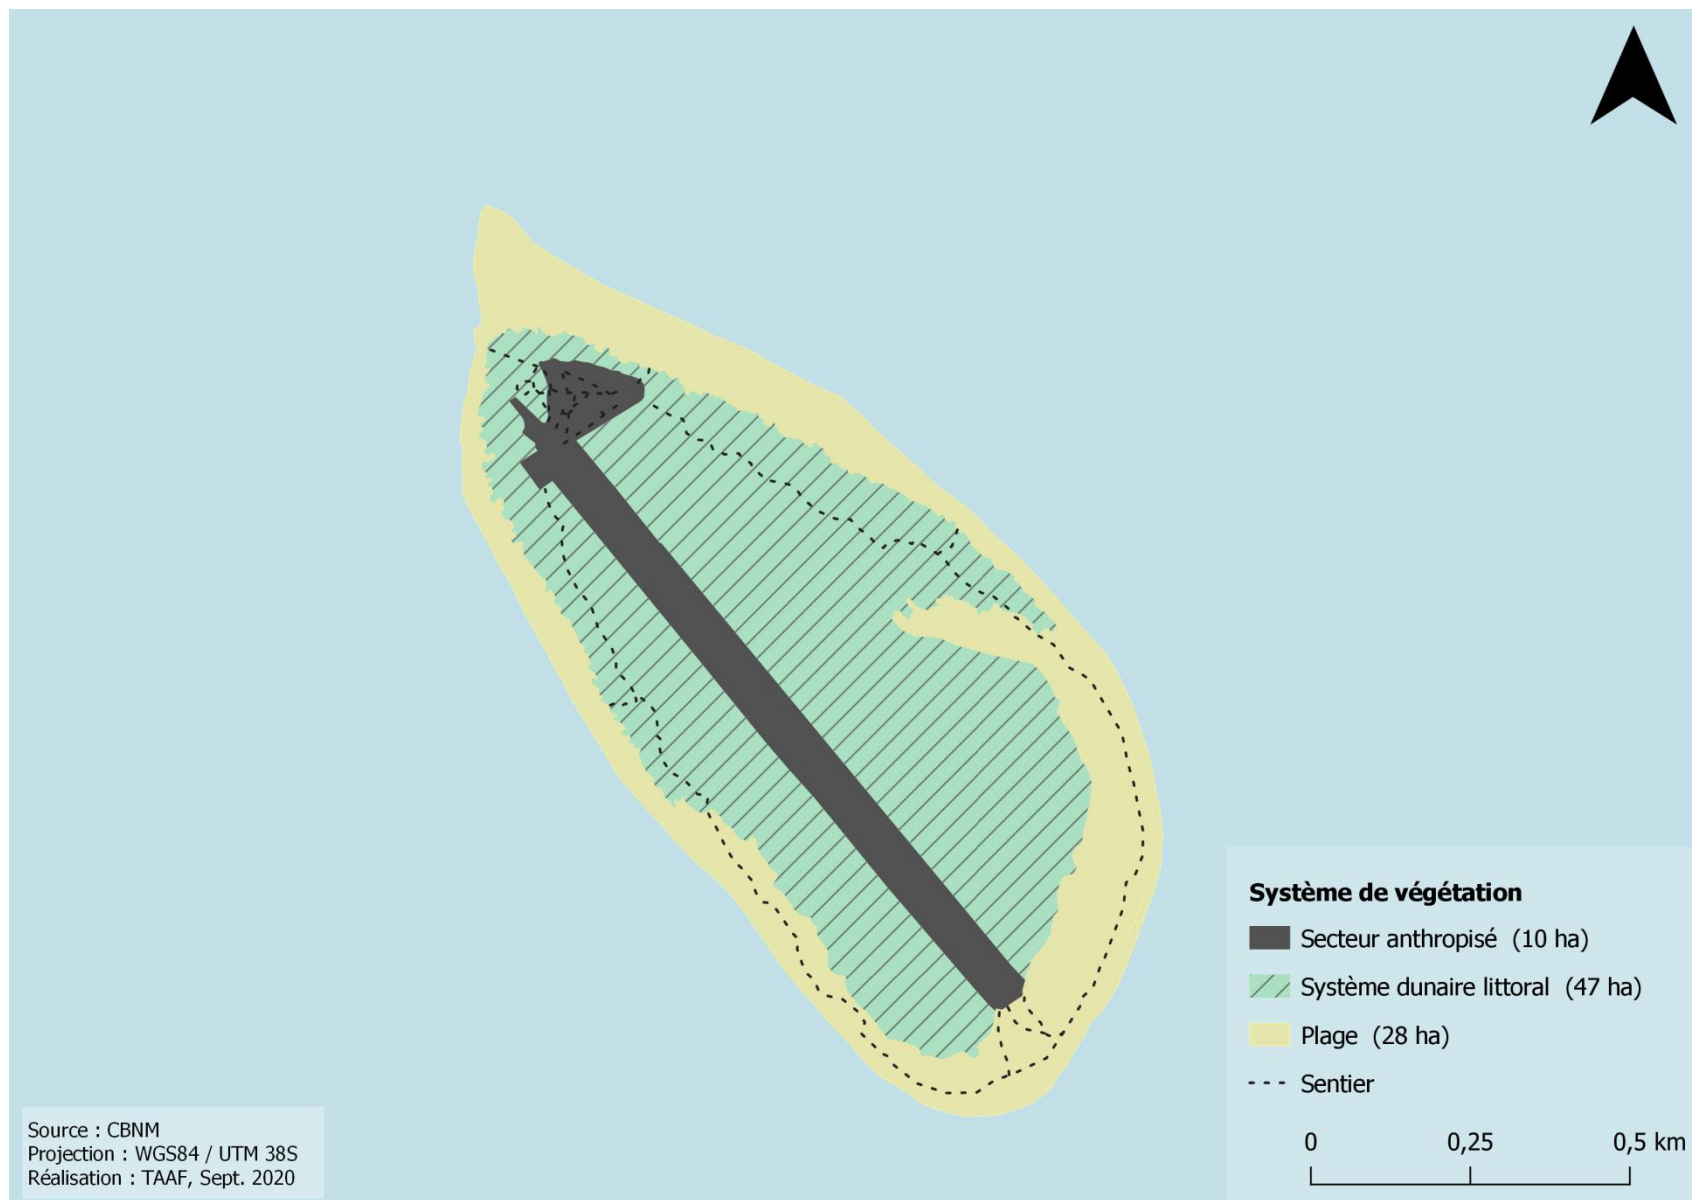 Système de végétation
Secteur anthropisé (10 ha)
Système dunaire littoral (47 ha)
Plage (28 ha)
Sentier
0 0,25 0,5 km
Source : CBNM
Projection : WGS84 / UTM 38S
Réalisation : TAAF, Sept. 2020